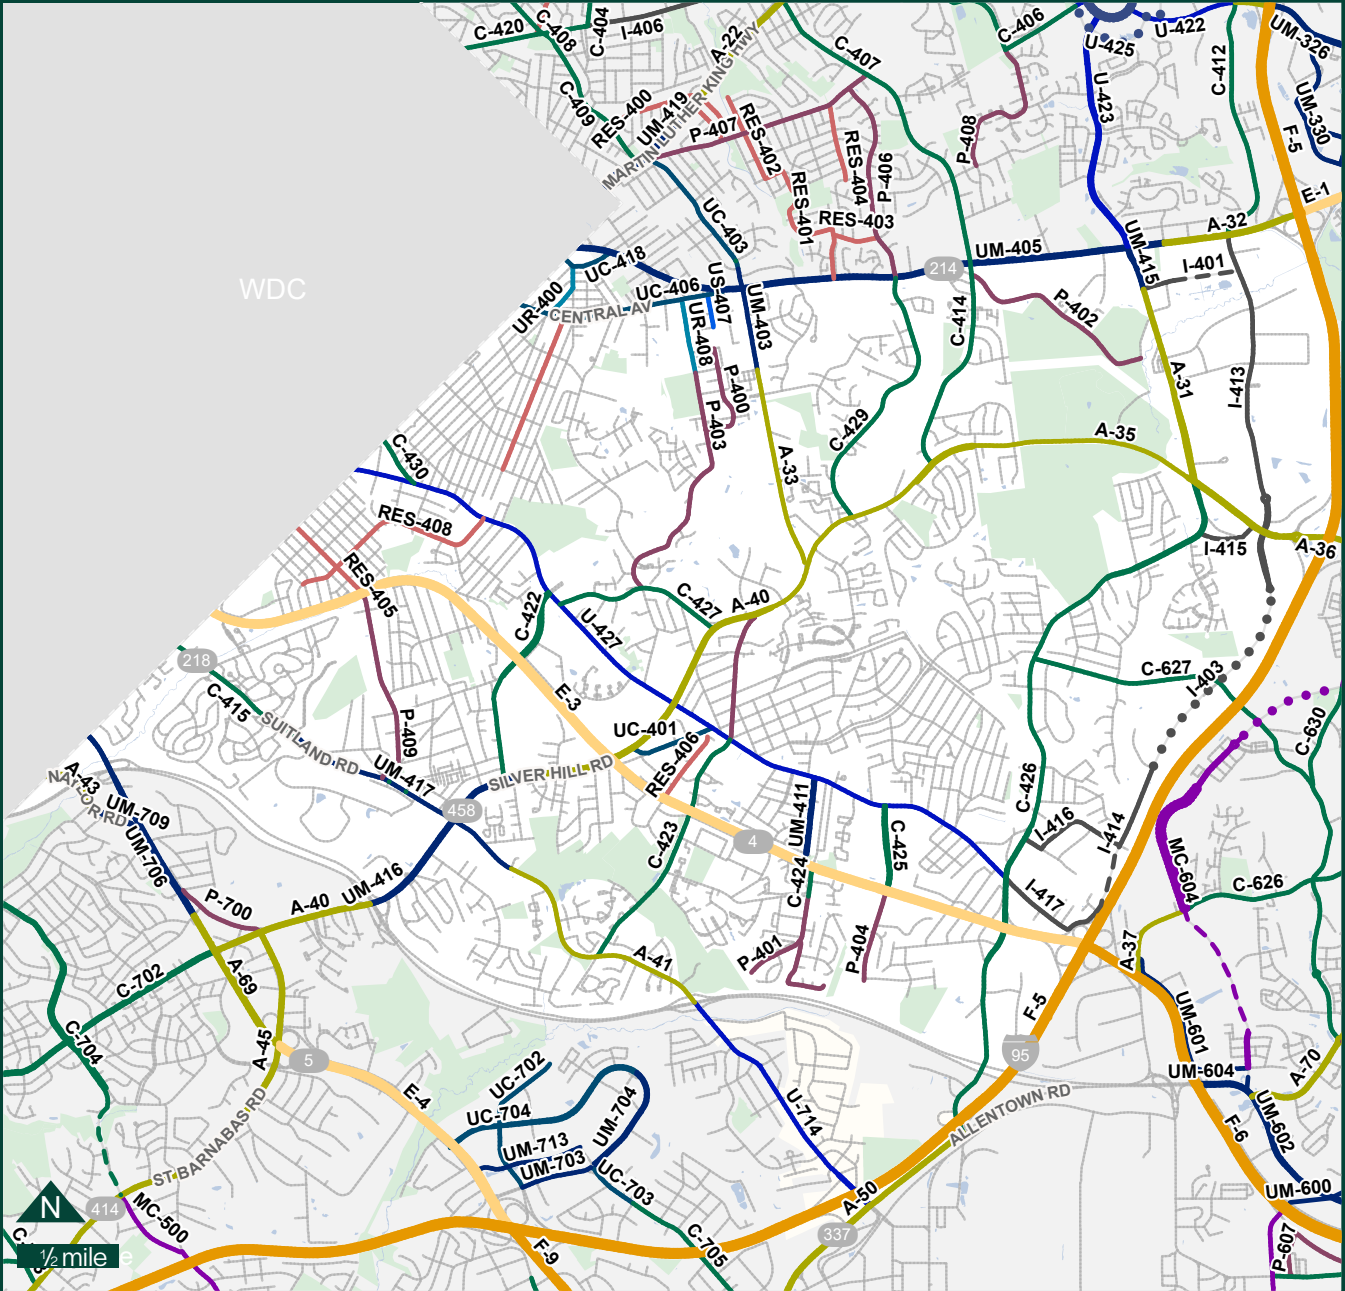 C-420
C-408
C-404
I-406
A-22
C-407
C-406
U-425
U-422
UM-326
C-412
C-409
RES-400
UM-419
MARTIN LUTHER KING HWY
P-407
RES-402
RES-404
P-406
P-408
U-423
F-5
UM-330
E-1
RES-401
RES-403
UC-403
UM-405
UM-415
A-32
I-401
214
WDC
UC-418
UR-400
UC-406
CENTRAL AV
US-407
UR-408
UM-403
C-414
P-402
A-31
I-413
P-400
P-403
C-429
A-33
A-35
C-430
RES-408
I-415
A-36
RES-405
C-422
U-427
C-427
A-40
218
C-415
SUITLAND RD
P-409
E-3
UC-401
C-627
I-403
C-630
A-43
NAYLOR RD
UM-709
UM-706
UM-417
SILVER HILL RD
458
RES-406
4
C-423
UM-411
C-424
C-425
C-426
I-416
I-414
MC-604
I-417
C-626
P-700
A-40
UM-416
C-702
A-69
A-41
P-401
P-404
A-37
F-5
UM-601
C-704
A-45
5
E-4
95
UM-604
A-70
UC-702
UC-704
UM-704
UM-713
UM-703
UC-703
U-714
ALLENTOWN RD
F-6
UM-602
ST BARNABAS RD
414
MC-500
N
½ mile
A-50
337
C-705
F-9
UM-600
P-607